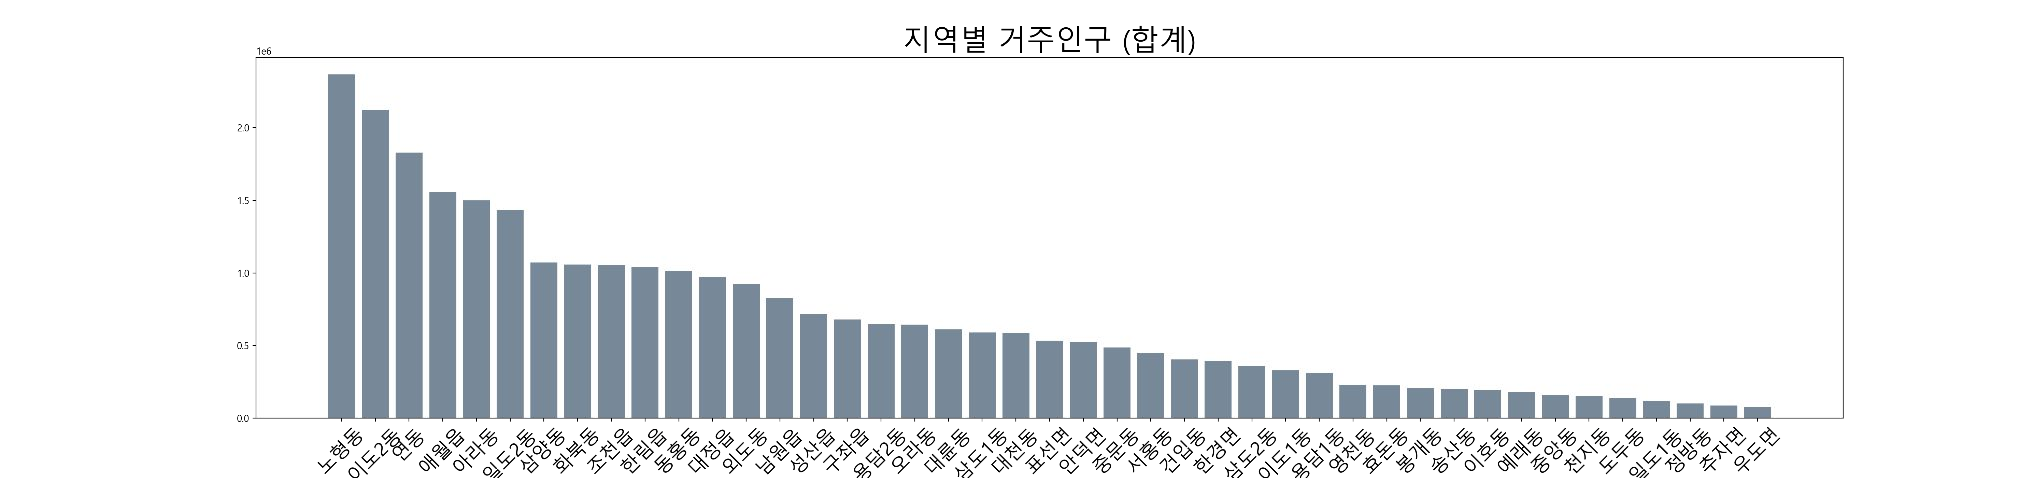 지역별 거주인구 (합계)
1e6
2.0
1.5
1.0
0.5
0.0
노형동
이도2동
연동
애월읍
아라동
일도2동
삼양동
화북동
조천읍
한림읍
동홍동
대정읍
외도동
남원읍
성산읍
구좌읍
용담2동
오라동
대륜동
삼도1동
대천동
표선면
안덕면
중문동
서홍동
건입동
한경면
삼도2동
이도1동
용담1동
영천동
효돈동
봉개동
송산동
이호동
예래동
중앙동
천지동
도두동
일도1동
정방동
추자면
우도면